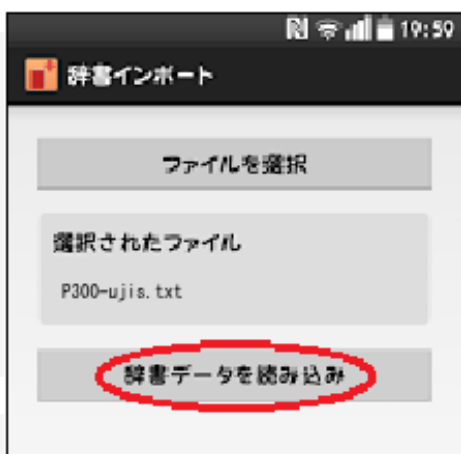 19:59
辞書インポート
ファイルを選択
選択されたファイル
P300-ujis.txt
辞書データを読み込み